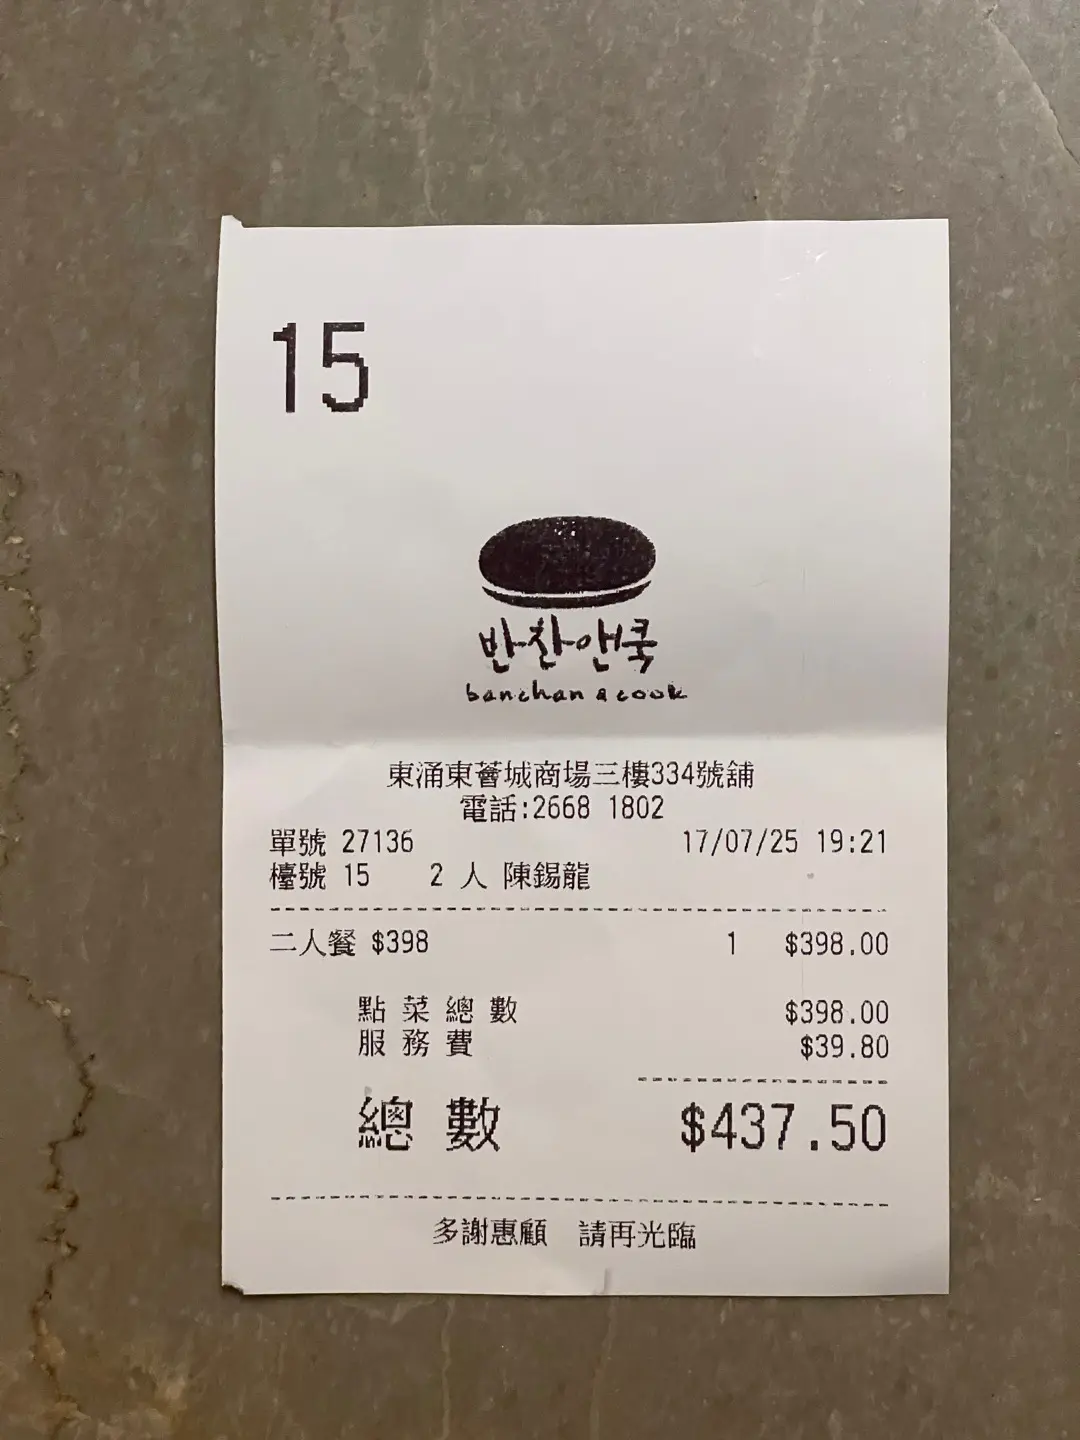 15
반찬앤쿡
banchan & cook
東涌東薈城商場三樓334號舖
電話:2668 1802
單號 27136 17/07/25 19:21
檯號 15 2 人 陳錫龍
二人餐 $398 1 $398.00
點 菜 總 數 $398.00
服 務 費 $39.80
總 數 $437.50
多謝惠顧 請再光臨